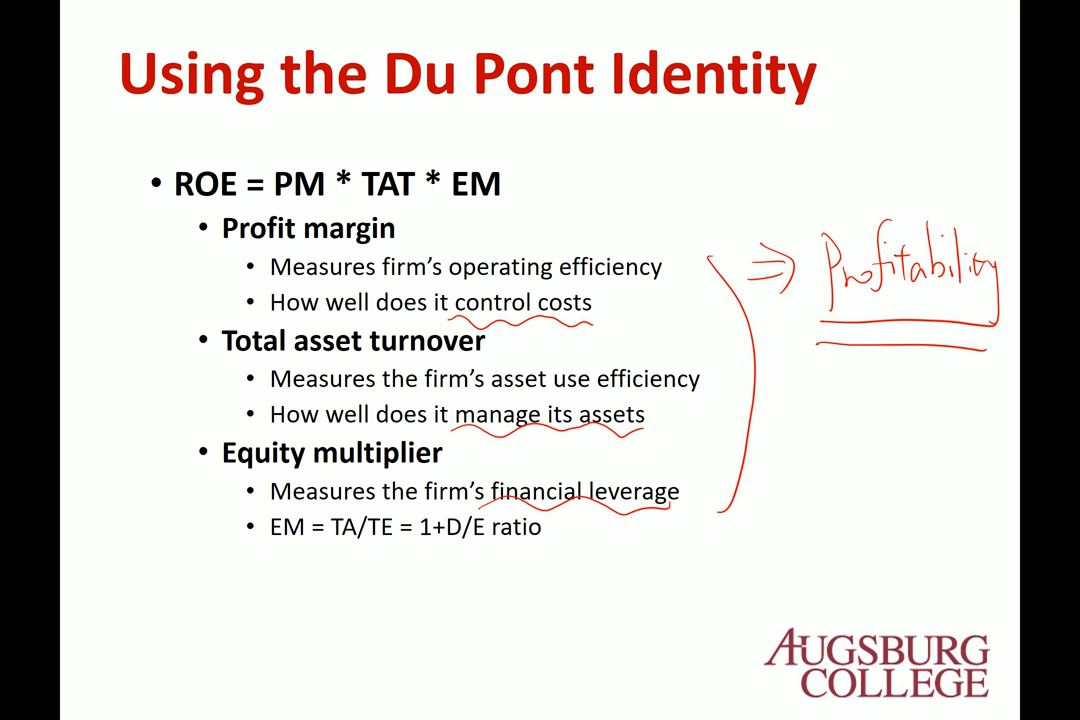 Using the Du Pont Identity
• ROE = PM * TAT * EM
• Profit margin
• Measures firm's operating efficiency
• How well does it control costs
• Total asset turnover
• Measures the firm's asset use efficiency
• How well does it manage its assets
• Equity multiplier
• Measures the firm's financial leverage
• EM = TA/TE = 1+D/E ratio
⇒ Profitability
AUGSBURG
COLLEGE